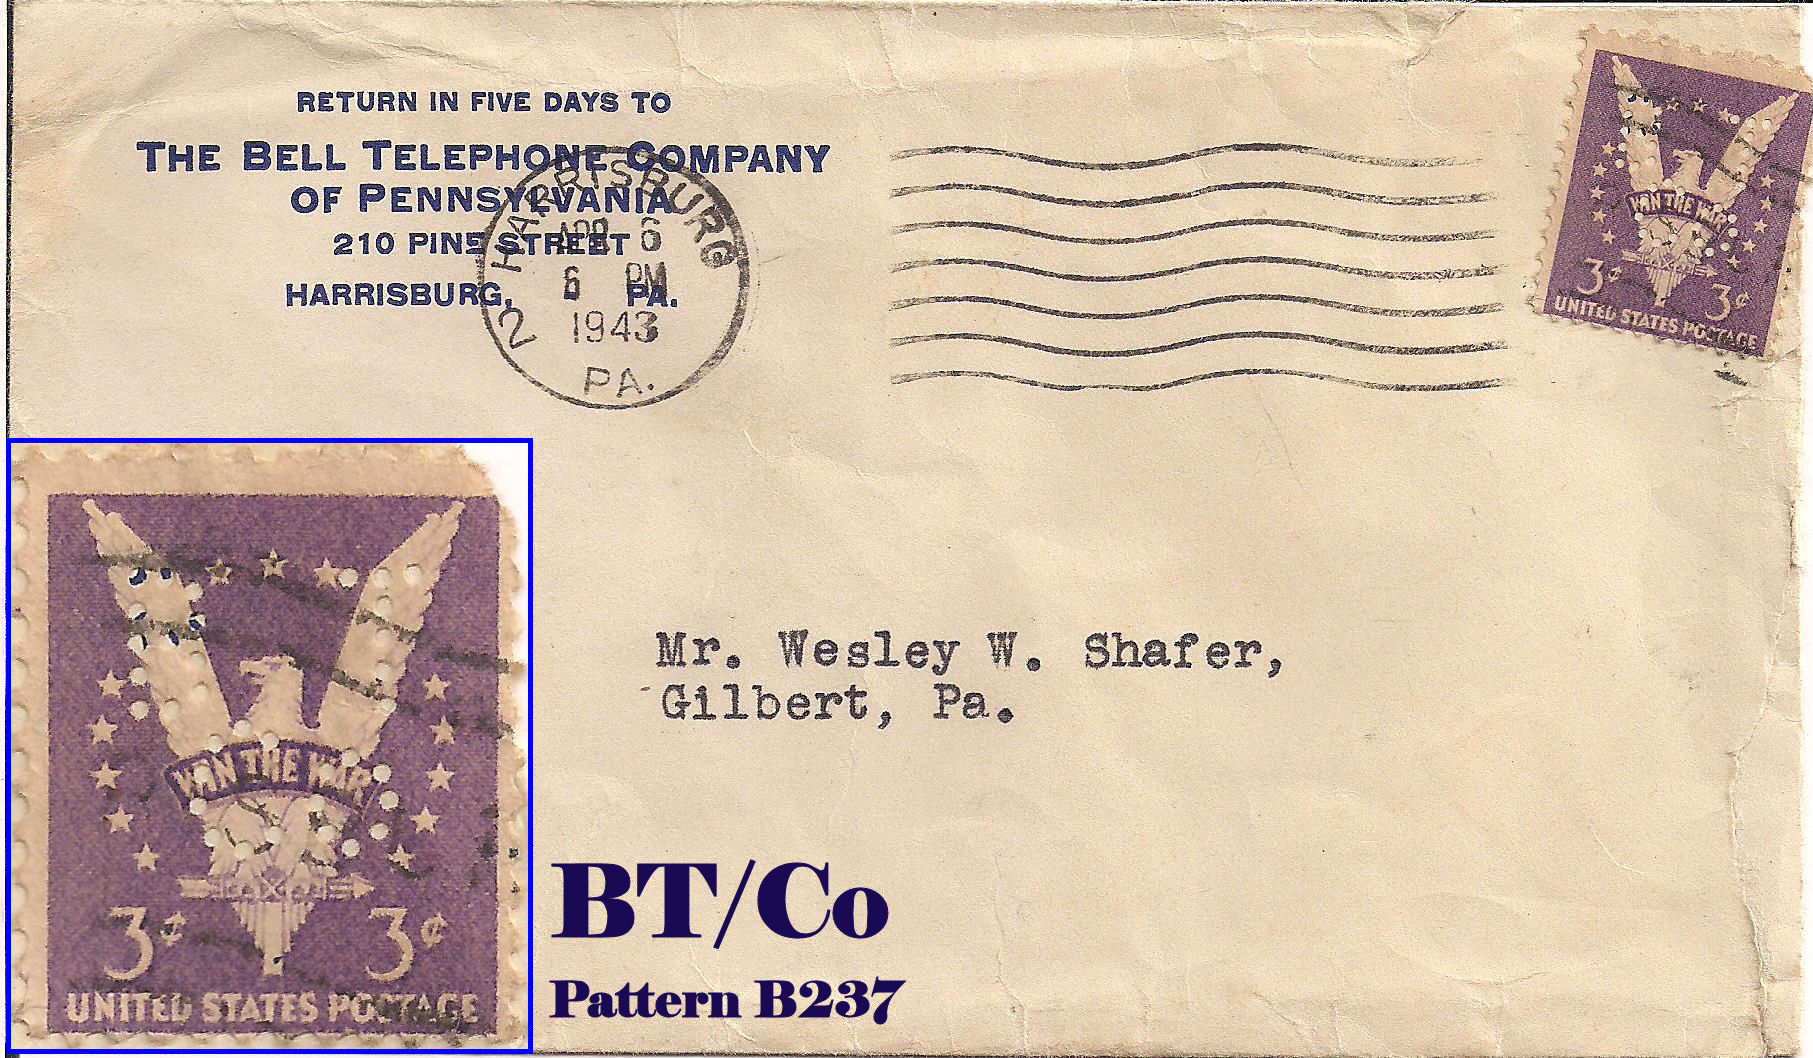 RETURN IN FIVE DAYS TO
THE BELL TELEPHONE COMPANY
OF PENNSYLVANIA
210 PINE STREET
HARRISBURG, PA.
HARRISBURG
APR 6
6 PM
1943
2
PA.
WIN THE WAR
3¢ 3¢
UNITED STATES POSTAGE
Mr. Wesley W. Shafer,
Gilbert, Pa.
WIN THE WAR
3¢ 3¢
UNITED STATES POSTAGE
BT/Co
Pattern B237